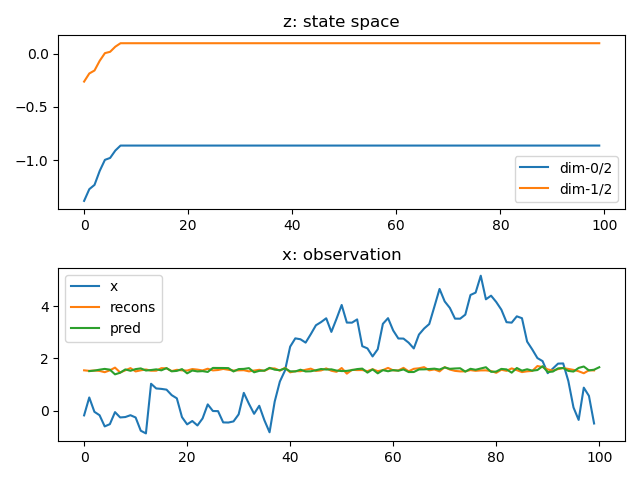 z: state space
0.0
−0.5
−1.0
dim-0/2
dim-1/2
0 20 40 60 80 100
x: observation
x
recons
pred
4
2
0
0 20 40 60 80 100